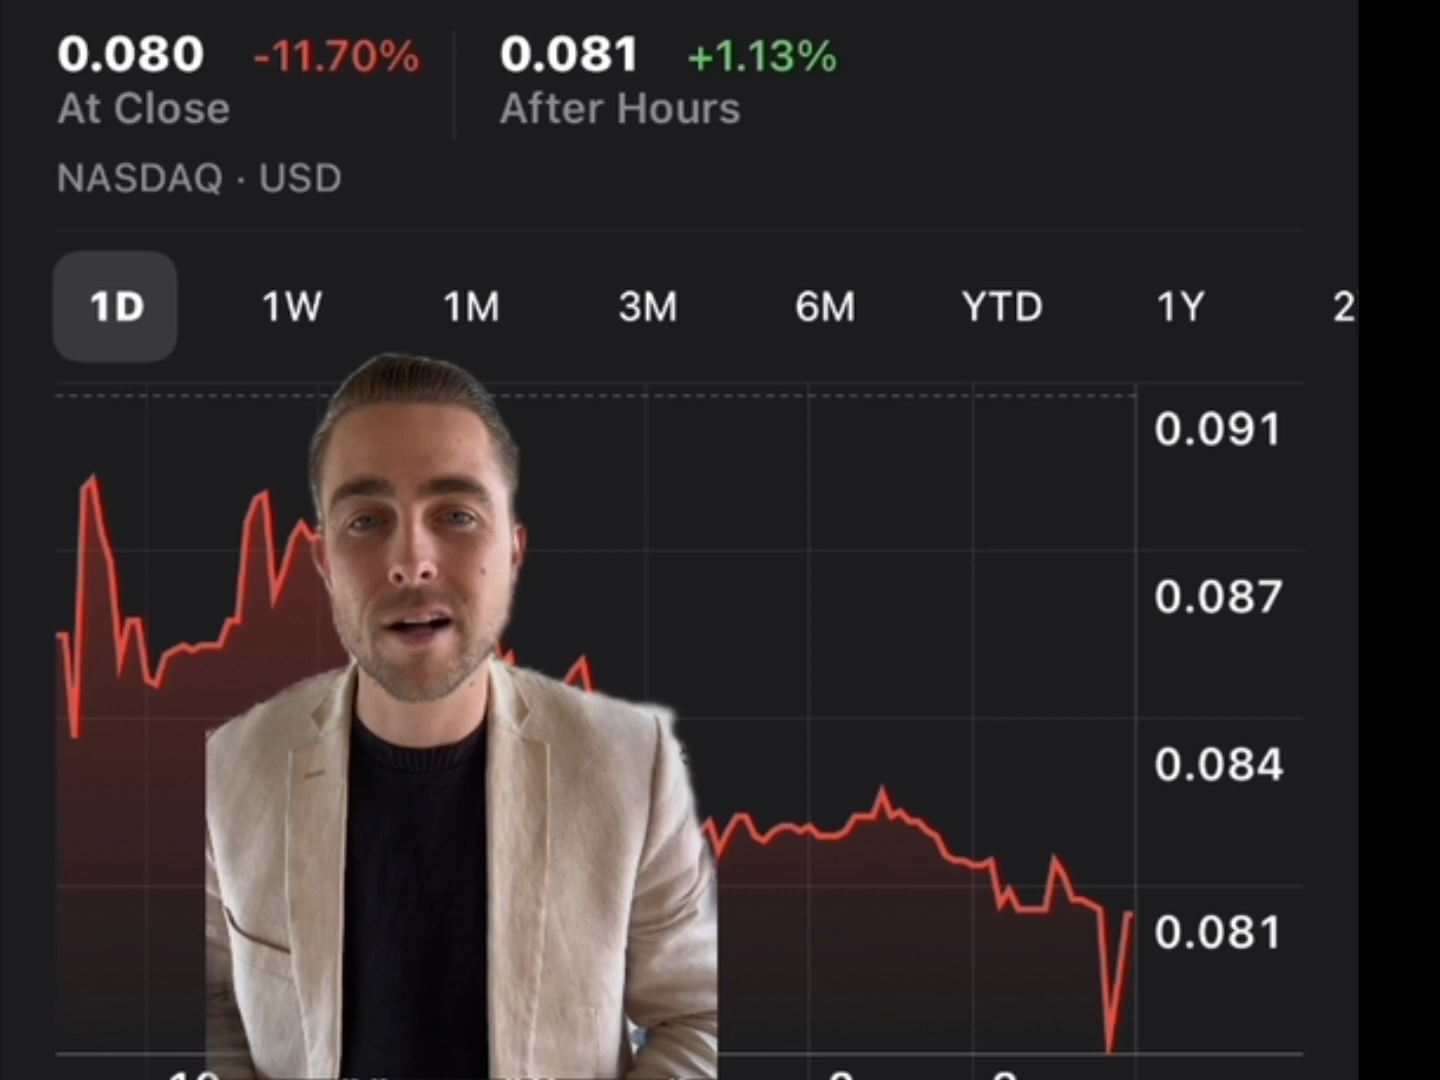 0.080 -11.70% 0.081 +1.13%
At Close After Hours
NASDAQ · USD
1D 1W 1M 3M 6M YTD 1Y 2
0.091
0.087
0.084
0.081